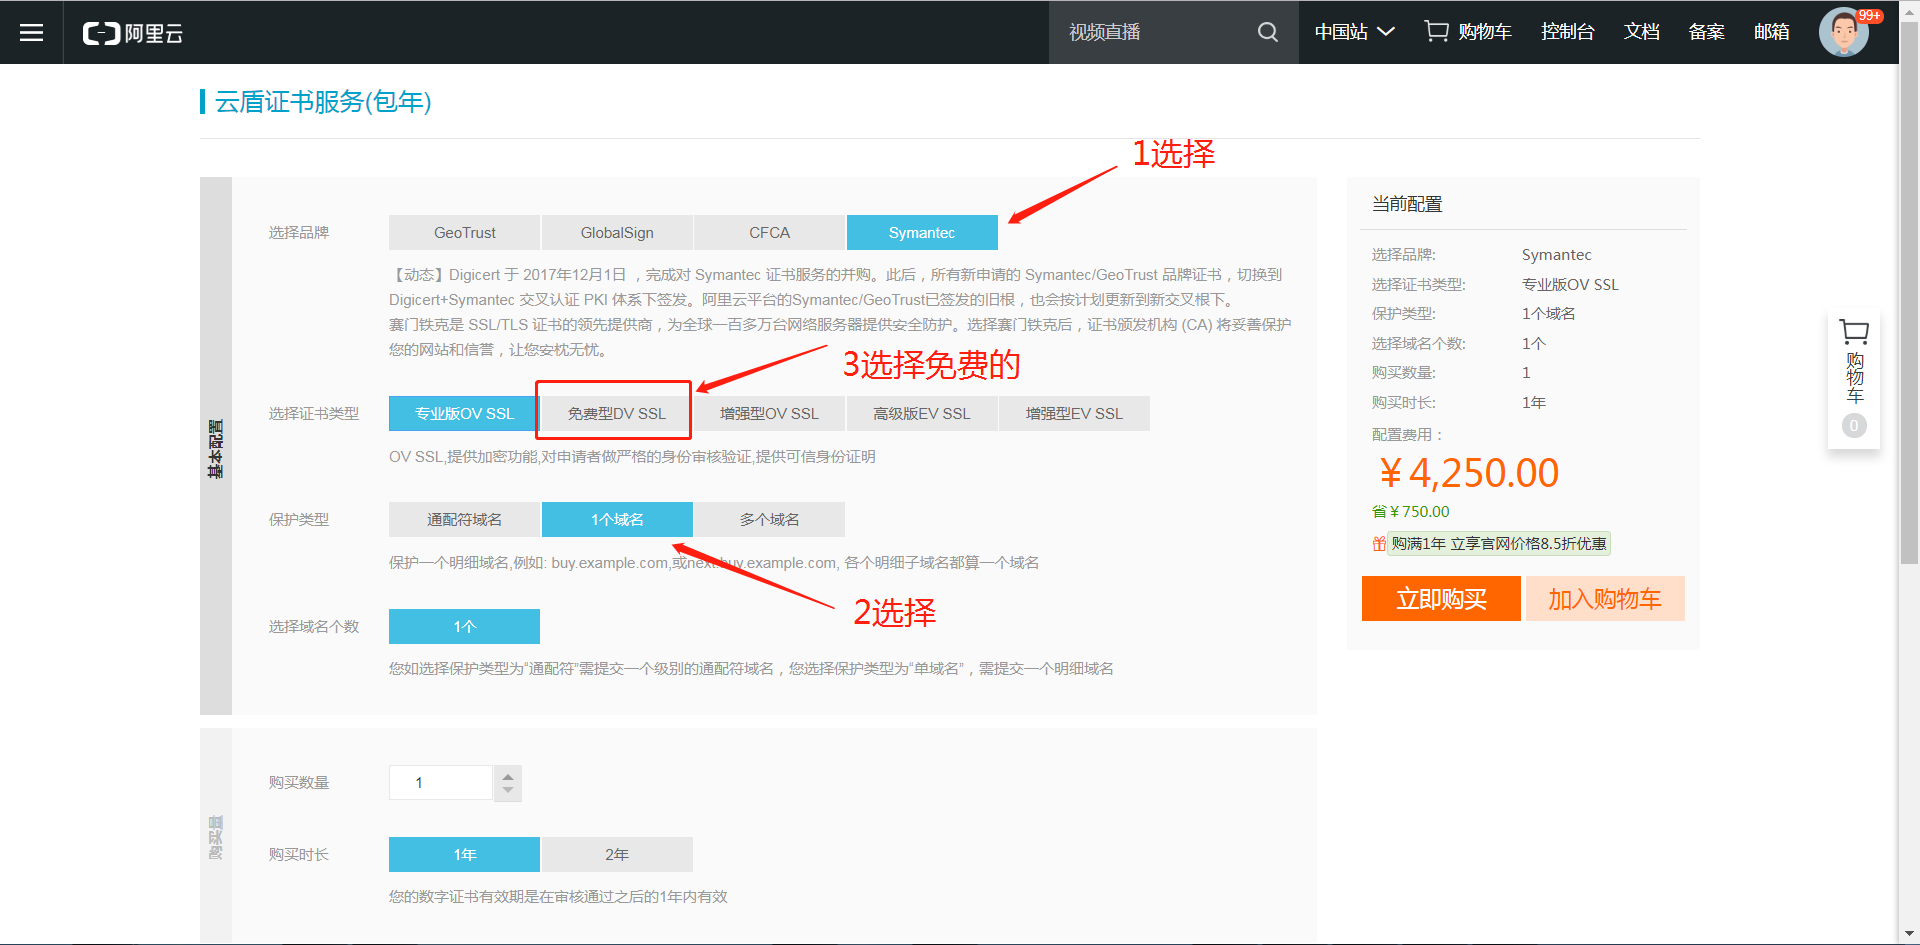 阿里云
视频直播
中国站
购物车
控制台
文档
备案
邮箱
99+
云盾证书服务(包年)
1选择
基本配置
选择品牌
GeoTrust
GlobalSign
CFCA
Symantec
【动态】Digicert 于 2017年12月1日 ，完成对 Symantec 证书服务的并购。此后，所有新申请的 Symantec/GeoTrust 品牌证书，切换到
Digicert+Symantec 交叉认证 PKI 体系下签发。阿里云平台的Symantec/GeoTrust已签发的旧根，也会按计划更新到新交叉根下。
赛门铁克是 SSL/TLS 证书的领先提供商，为全球一百多万台网络服务器提供安全防护。选择赛门铁克后，证书颁发机构 (CA) 将妥善保护
您的网站和信誉，让您安枕无忧。
3选择免费的
选择证书类型
专业版OV SSL
免费型DV SSL
增强型OV SSL
高级版EV SSL
增强型EV SSL
OV SSL,提供加密功能,对申请者做严格的身份审核验证,提供可信身份证明
保护类型
通配符域名
1个域名
多个域名
保护一个明细域名,例如: buy.example.com,或next.buy.example.com, 各个明细子域名都算一个域名
2选择
选择域名个数
1个
您如选择保护类型为“通配符”需提交一个级别的通配符域名，您选择保护类型为“单域名”，需提交一个明细域名
购买量
购买数量
1
购买时长
1年
2年
您的数字证书有效期是在审核通过之后的1年内有效
当前配置
选择品牌: Symantec
选择证书类型: 专业版OV SSL
保护类型: 1个域名
选择域名个数: 1个
购买数量: 1
购买时长: 1年
配置费用：
￥4,250.00
省￥750.00
购满1年 立享官网价格8.5折优惠
立即购买
加入购物车
购物车
0